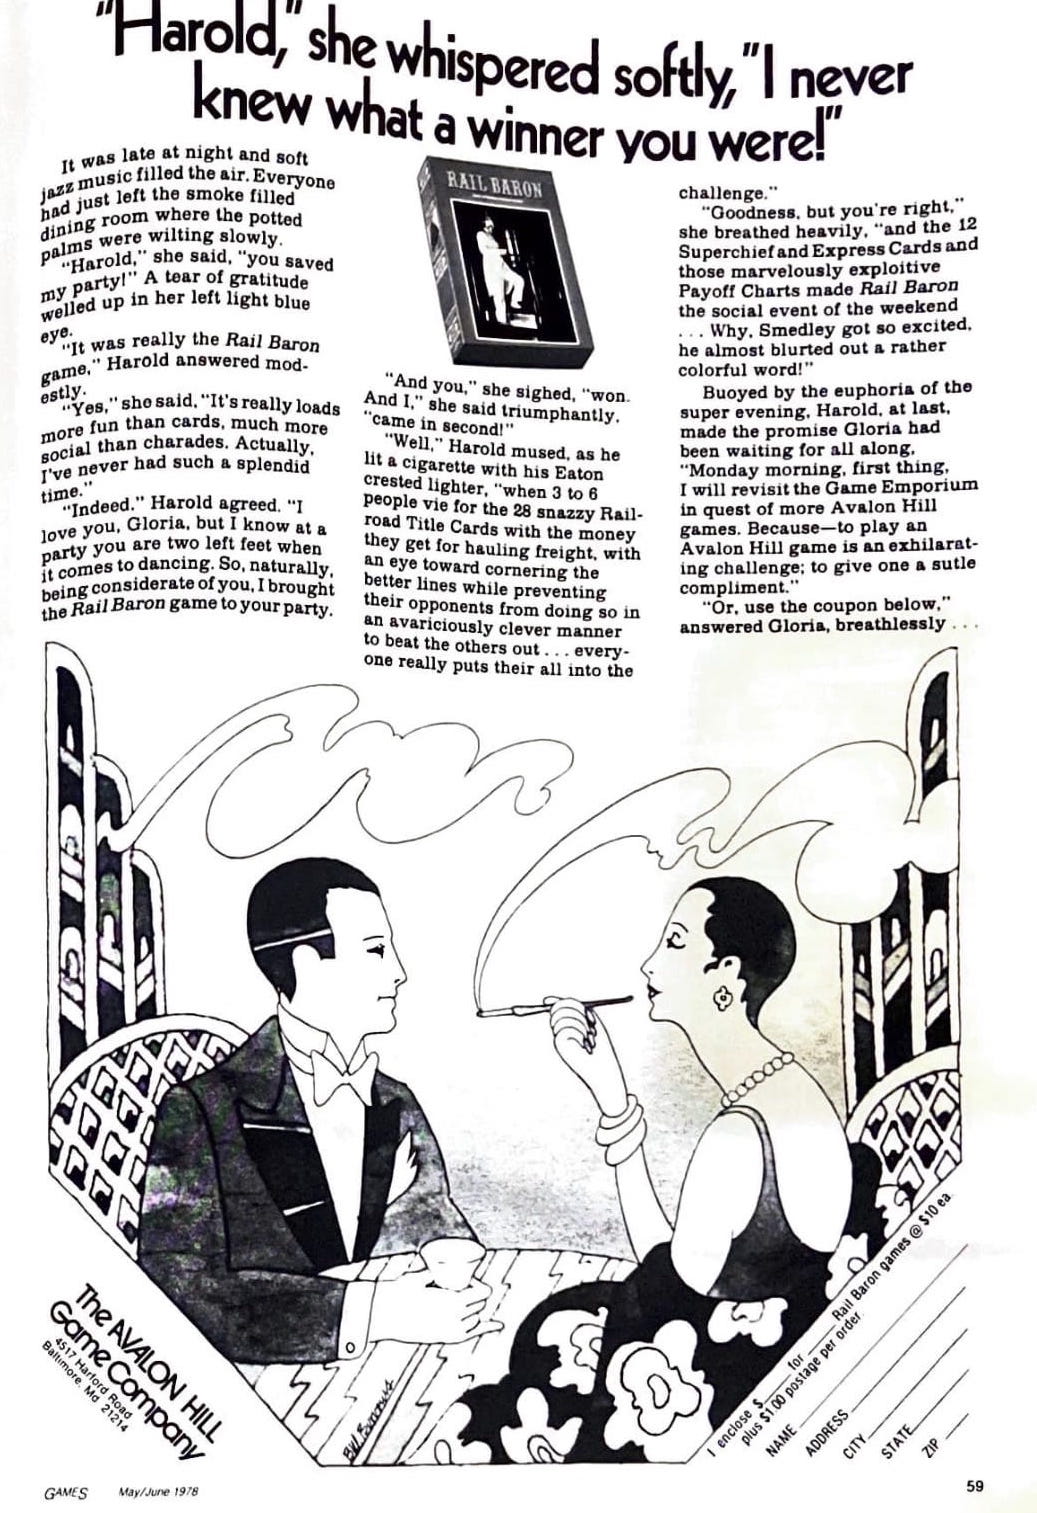 "Harold," she whispered softly, "I never
knew what a winner you were!"
It was late at night and soft
jazz music filled the air. Everyone
had just left the smoke filled
dining room where the potted
palms were wilting slowly.
"Harold," she said, "you saved
my party!" A tear of gratitude
welled up in her left light blue
eye.
"It was really the Rail Baron
game," Harold answered mod-
estly.
"Yes," she said, "It's really loads
more fun than cards, much more
social than charades. Actually,
I've never had such a splendid
time."
"Indeed." Harold agreed. "I
love you, Gloria, but I know at a
party you are two left feet when
it comes to dancing. So, naturally,
being considerate of you, I brought
the Rail Baron game to your party.
RAIL BARON
"And you," she sighed, "won.
And I," she said triumphantly,
"came in second!"
"Well," Harold mused, as he
lit a cigarette with his Eaton
crested lighter, "when 3 to 6
people vie for the 28 snazzy Rail-
road Title Cards with the money
they get for hauling freight, with
an eye toward cornering the
better lines while preventing
their opponents from doing so in
an avariciously clever manner
to beat the others out . . . every-
one really puts their all into the
challenge."
"Goodness, but you're right,"
she breathed heavily, "and the 12
Superchief and Express Cards and
those marvelously exploitive
Payoff Charts made Rail Baron
the social event of the weekend
. . . Why, Smedley got so excited,
he almost blurted out a rather
colorful word!"
Buoyed by the euphoria of the
super evening, Harold, at last,
made the promise Gloria had
been waiting for all along,
"Monday morning, first thing,
I will revisit the Game Emporium
in quest of more Avalon Hill
games. Because—to play an
Avalon Hill game is an exhilarat-
ing challenge; to give one a sutle
compliment."
"Or, use the coupon below,"
answered Gloria, breathlessly . . .
The AVALON HILL
Game Company
4517 Harford Road
Baltimore, Md 21214
I enclose $____ for ____ Rail Baron games @ $10 ea.
plus $1.00 postage per order.
NAME
ADDRESS
CITY
STATE
ZIP
GAMES May/June 1978
59